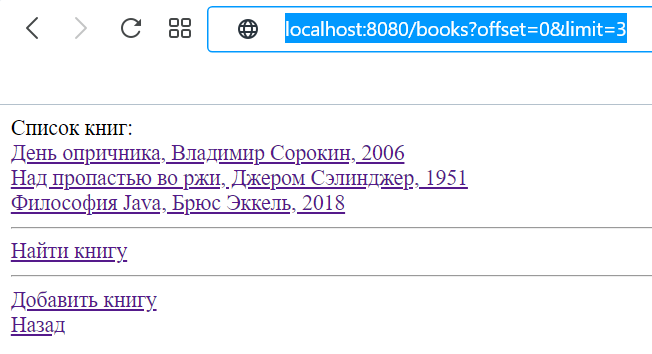 localhost:8080/books?offset=0&limit=3
Список книг:
День опричника, Владимир Сорокин, 2006
Над пропастью во ржи, Джером Сэлинджер, 1951
Философия Java, Брюс Эккель, 2018
Найти книгу
Добавить книгу
Назад